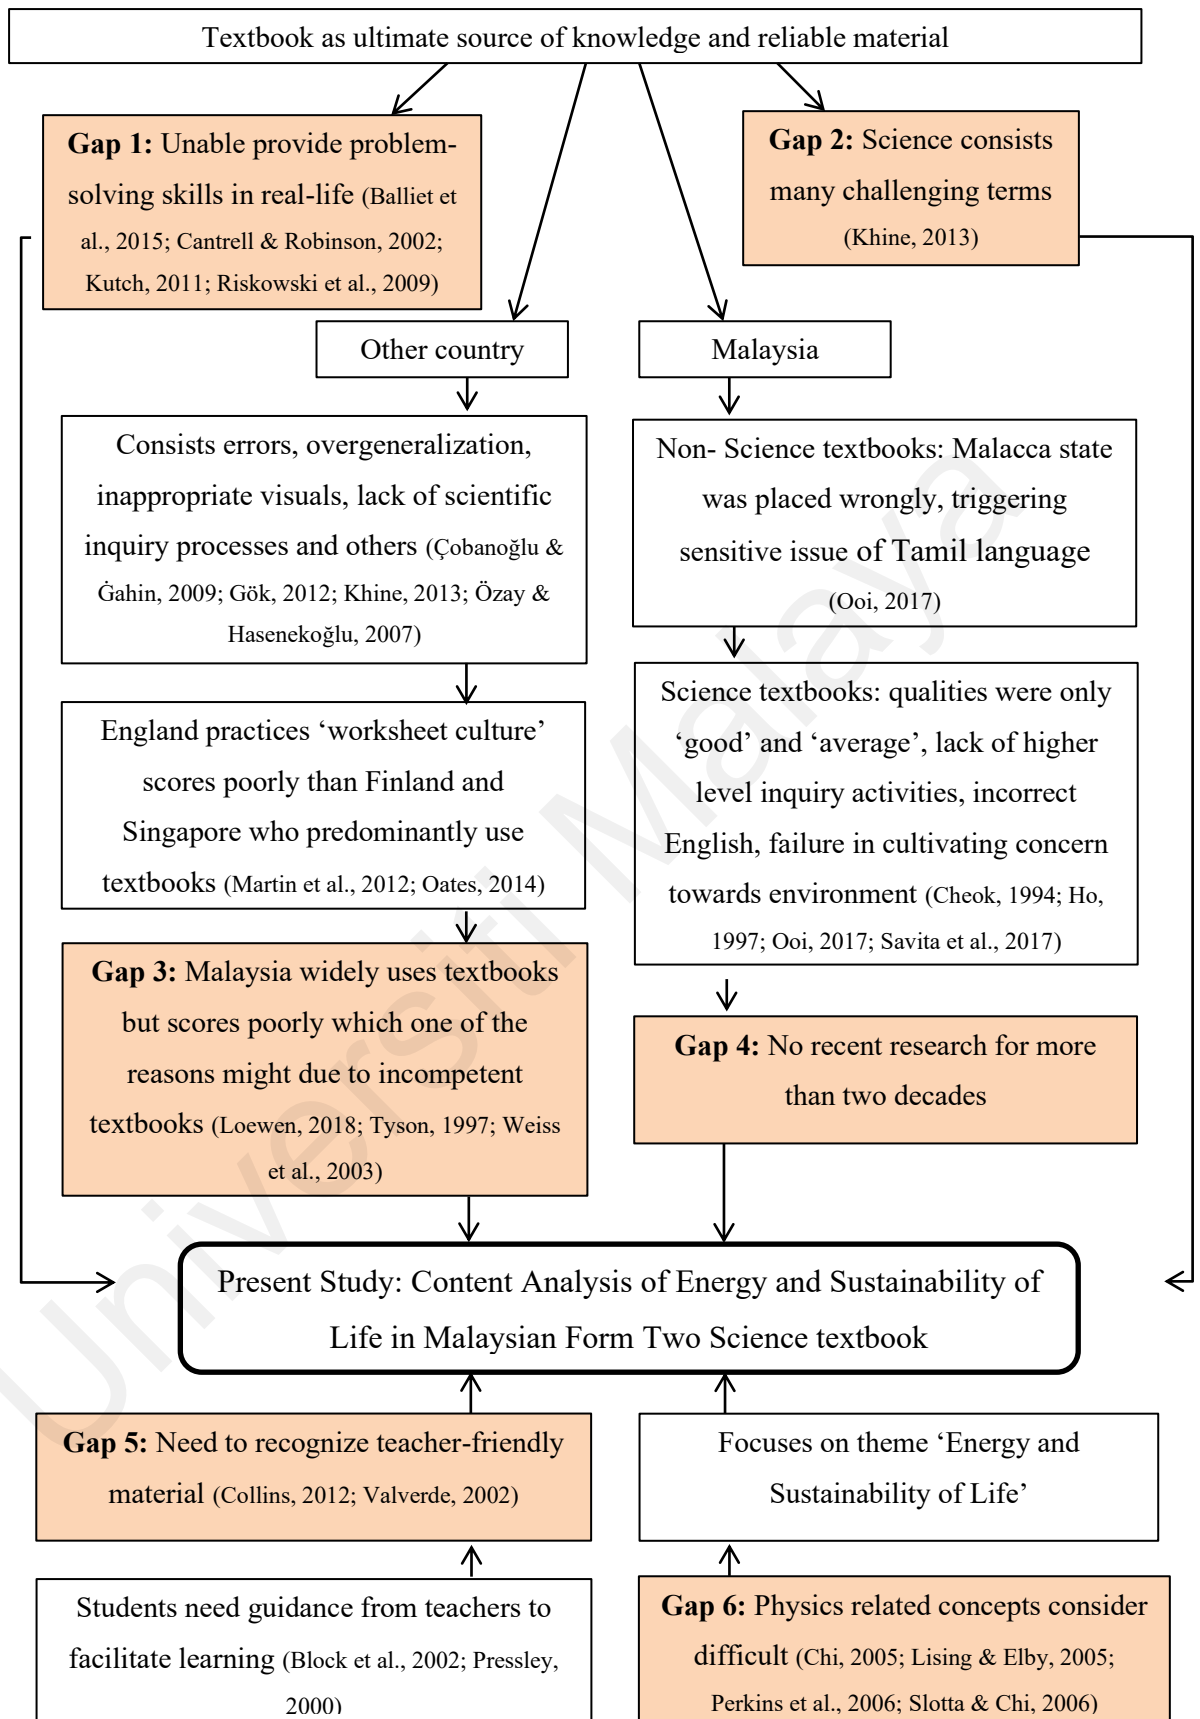 Textbook as ultimate source of knowledge and reliable material
Gap 1: Unable provide problem-
solving skills in real-life (Balliet et
al., 2015; Cantrell & Robinson, 2002;
Kutch, 2011; Riskowski et al., 2009)
Gap 2: Science consists
many challenging terms
(Khine, 2013)
Other country
Malaysia
Consists errors, overgeneralization,
inappropriate visuals, lack of scientific
inquiry processes and others (Çobanoğlu &
Ġahin, 2009; Gök, 2012; Khine, 2013; Özay &
Hasenekoğlu, 2007)
Non- Science textbooks: Malacca state
was placed wrongly, triggering
sensitive issue of Tamil language
(Ooi, 2017)
England practices ‘worksheet culture’
scores poorly than Finland and
Singapore who predominantly use
textbooks (Martin et al., 2012; Oates, 2014)
Science textbooks: qualities were only
‘good’ and ‘average’, lack of higher
level inquiry activities, incorrect
English, failure in cultivating concern
towards environment (Cheok, 1994; Ho,
1997; Ooi, 2017; Savita et al., 2017)
Gap 3: Malaysia widely uses textbooks
but scores poorly which one of the
reasons might due to incompetent
textbooks (Loewen, 2018; Tyson, 1997; Weiss
et al., 2003)
Gap 4: No recent research for more
than two decades
Present Study: Content Analysis of Energy and Sustainability of
Life in Malaysian Form Two Science textbook
Gap 5: Need to recognize teacher-friendly
material (Collins, 2012; Valverde, 2002)
Focuses on theme ‘Energy and
Sustainability of Life’
Students need guidance from teachers to
facilitate learning (Block et al., 2002; Pressley,
2000)
Gap 6: Physics related concepts consider
difficult (Chi, 2005; Lising & Elby, 2005;
Perkins et al., 2006; Slotta & Chi, 2006)
Universiti Malaya